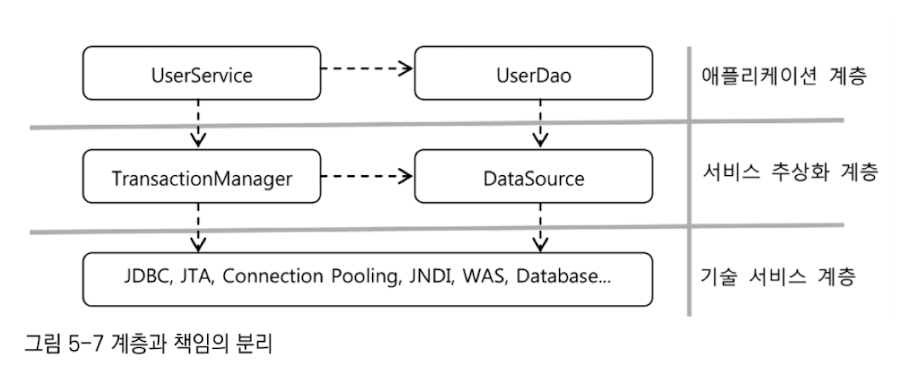 UserService
UserDao
애플리케이션 계층
TransactionManager
DataSource
서비스 추상화 계층
JDBC, JTA, Connection Pooling, JNDI, WAS, Database...
기술 서비스 계층
그림 5-7 계층과 책임의 분리